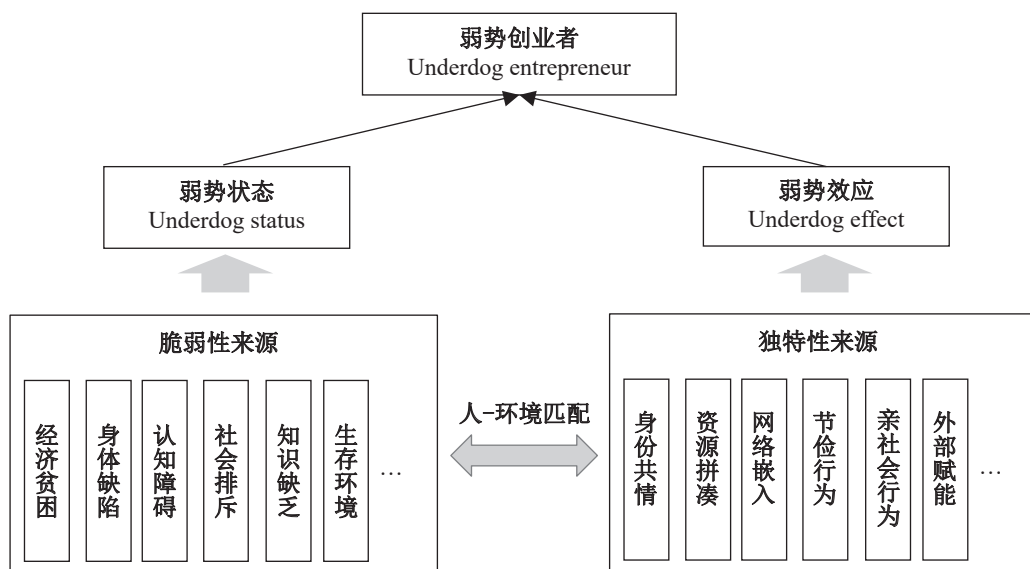 弱势创业者
Underdog entrepreneur
弱势状态
Underdog status
弱势效应
Underdog effect
脆弱性来源
经济贫困
身体缺陷
认知障碍
社会排斥
知识缺乏
生存环境
…
人-环境匹配
独特性来源
身份共情
资源拼凑
网络嵌入
节俭行为
亲社会行为
外部赋能
…